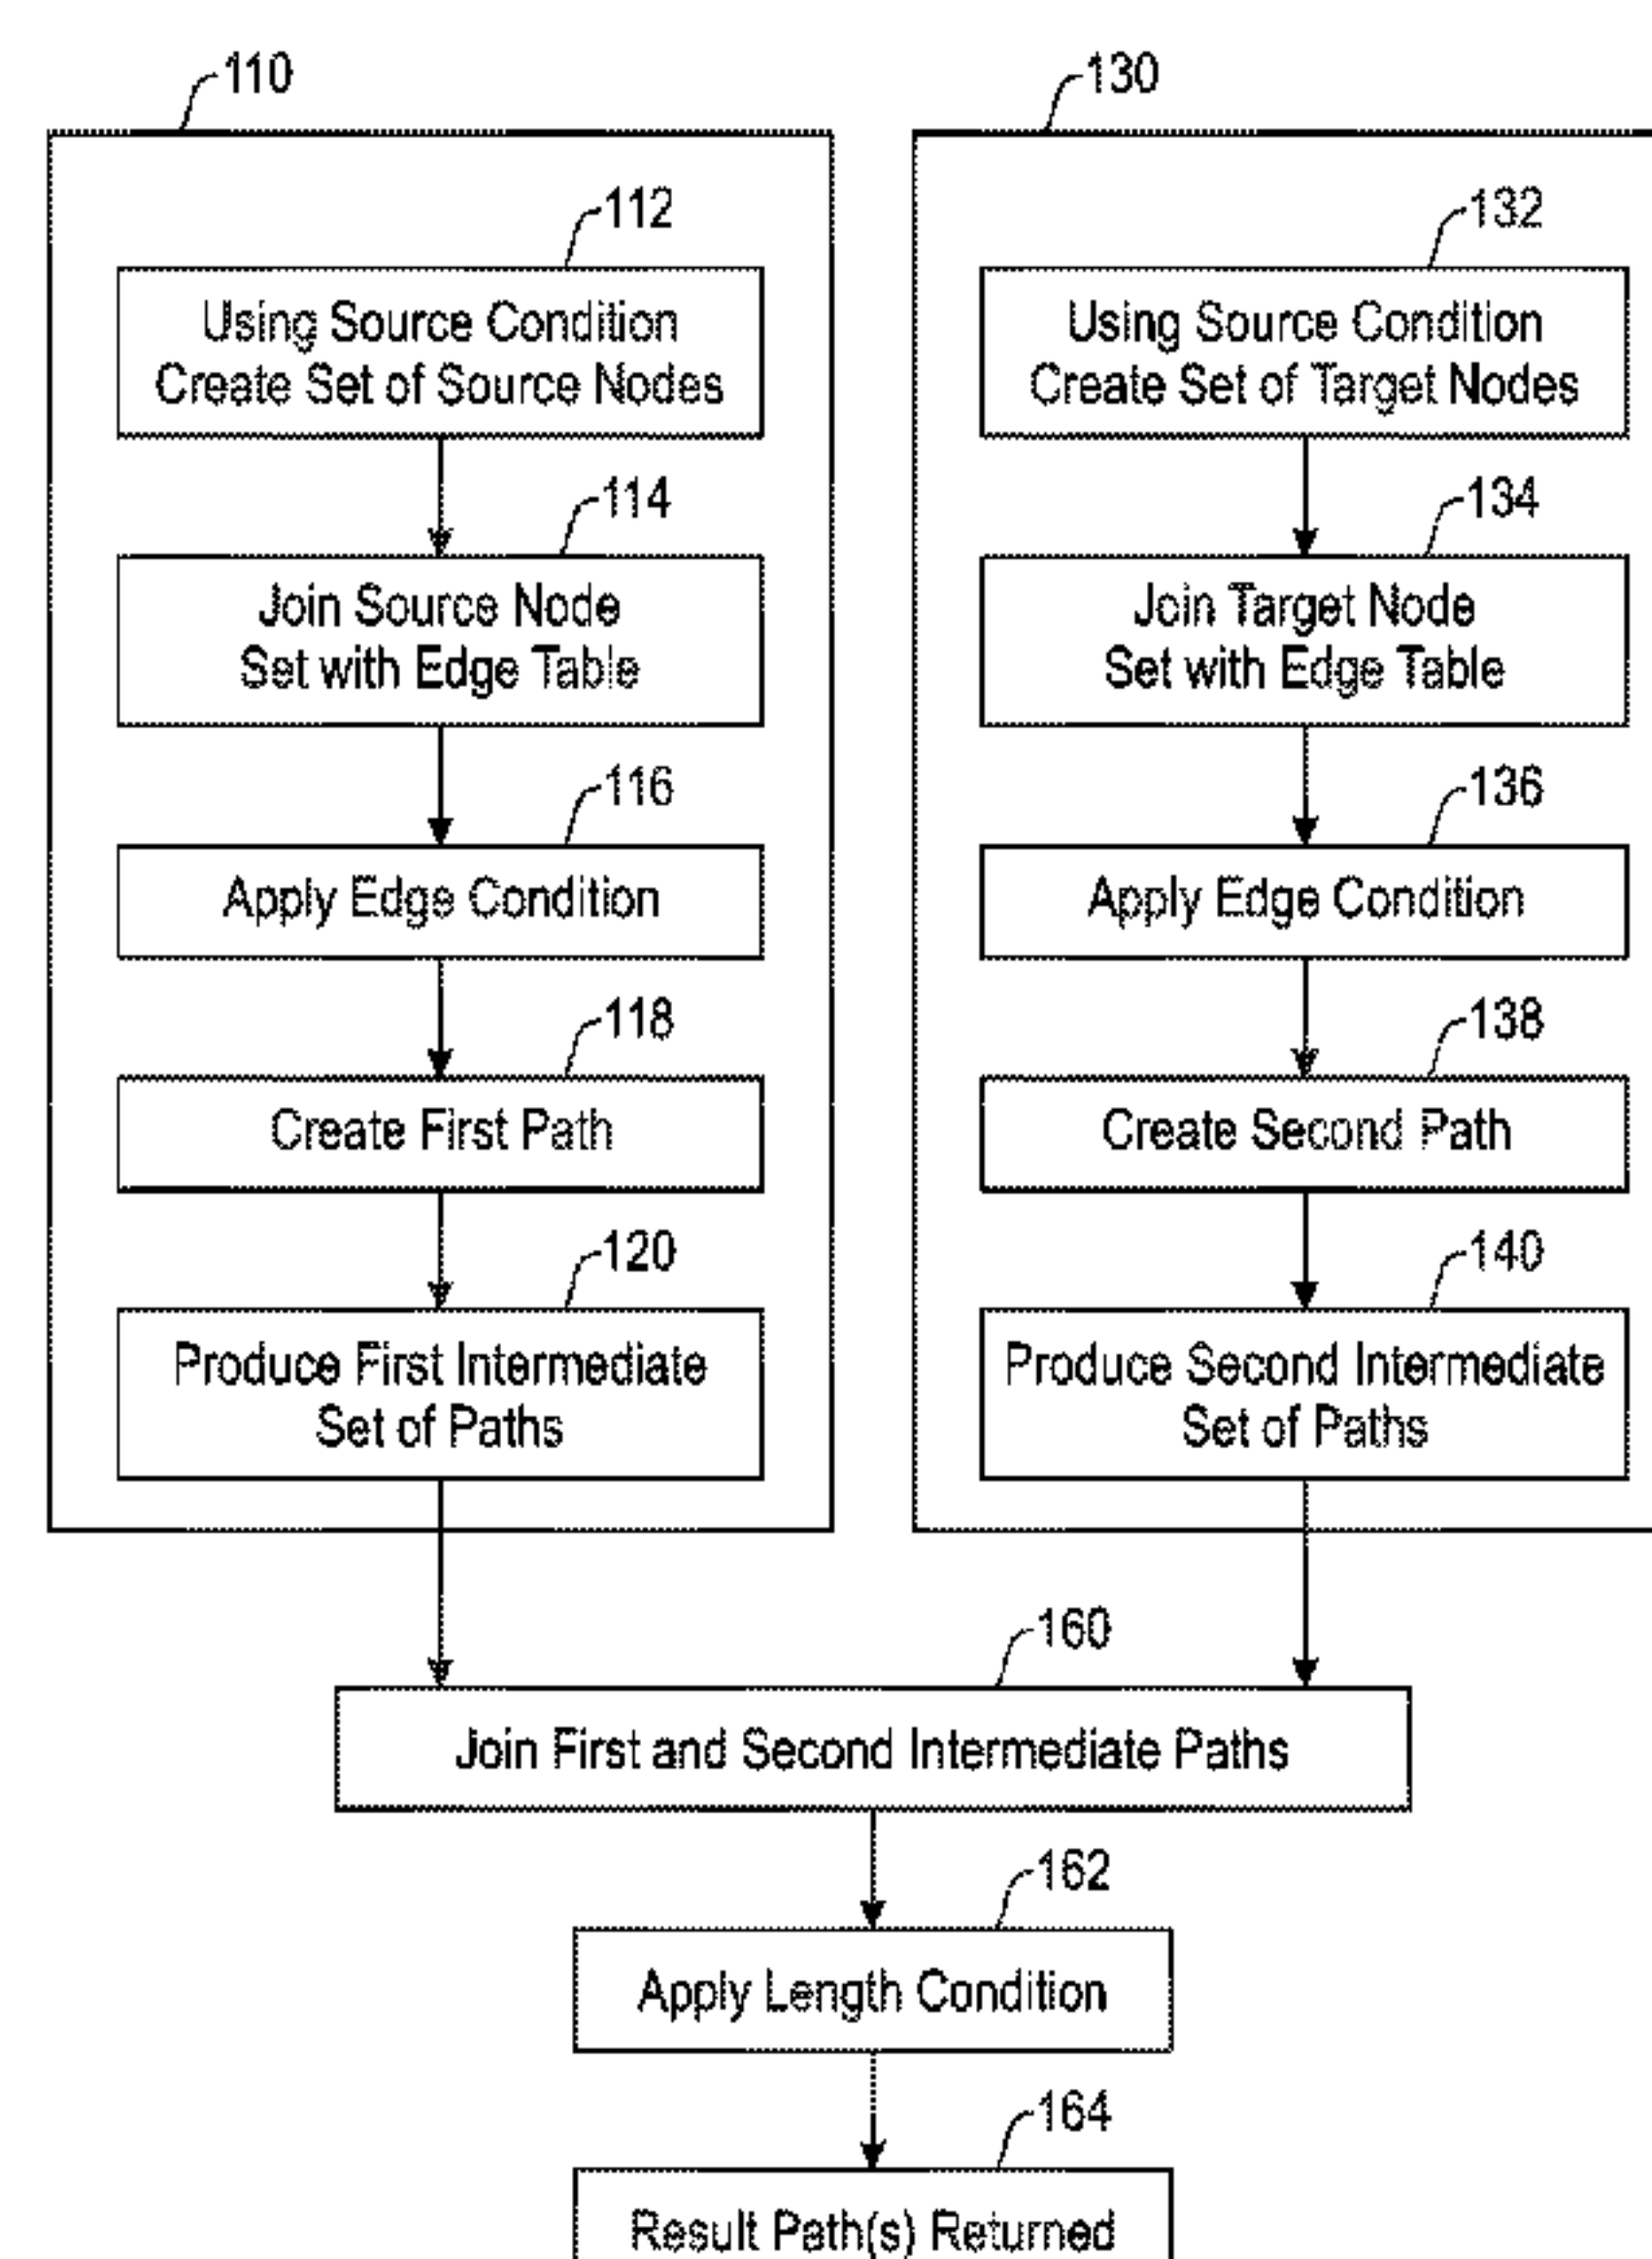 110
112
Using Source Condition
Create Set of Source Nodes
114
Join Source Node
Set with Edge Table
116
Apply Edge Condition
118
Create First Path
120
Produce First Intermediate
Set of Paths
130
132
Using Source Condition
Create Set of Target Nodes
134
Join Target Node
Set with Edge Table
136
Apply Edge Condition
138
Create Second Path
140
Produce Second Intermediate
Set of Paths
160
Join First and Second Intermediate Paths
162
Apply Length Condition
164
Result Path(s) Returned